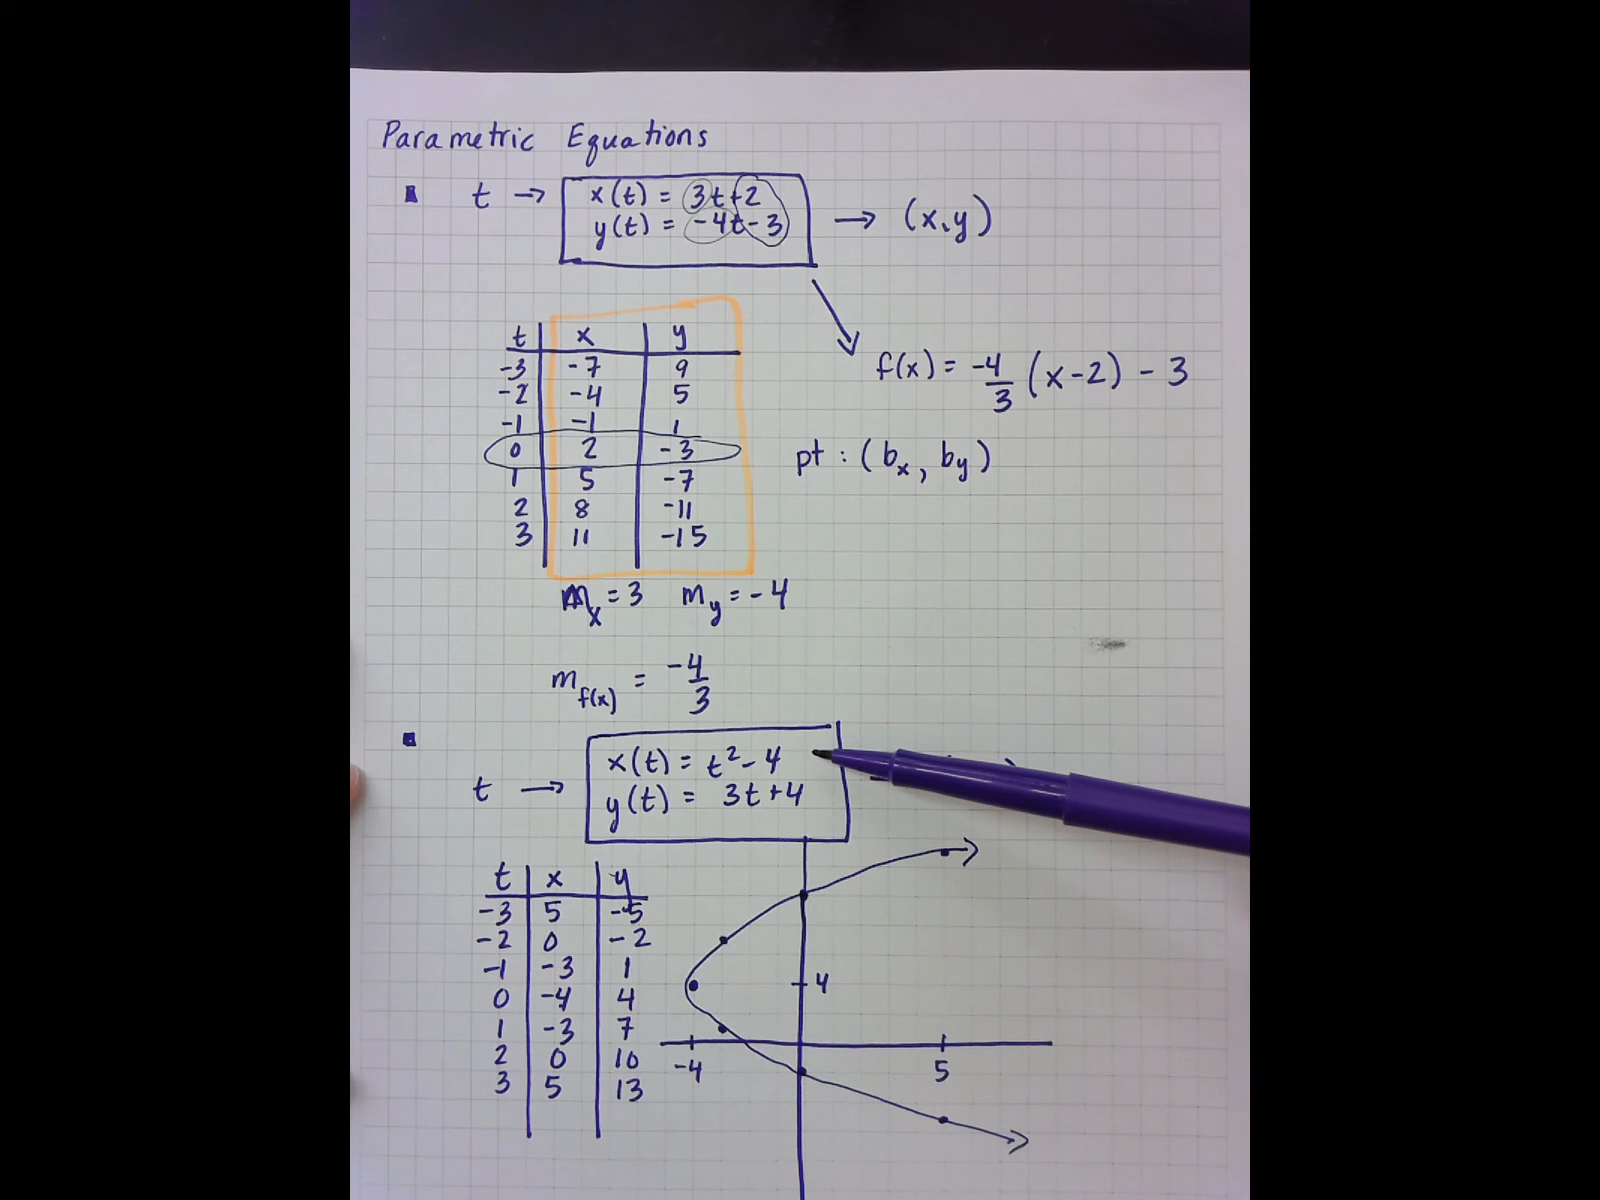 Parametric Equations
t → x(t) = 3t+2
y(t) = -4t-3 → (x,y)
t x y
-3 -7 9
-2 -4 5
-1 -1 1
0 2 -3
1 5 -7
2 8 -11
3 11 -15
f(x) = -4/3 (x-2) - 3
pt : (bx, by)
mx = 3 my = -4
mf(x) = -4/3
t → x(t) = t² - 4
y(t) = 3t+4
t x y
-3 5 -5
-2 0 -2
-1 -3 1
0 -4 4
1 -3 7
2 0 10
3 5 13
4
-4 5